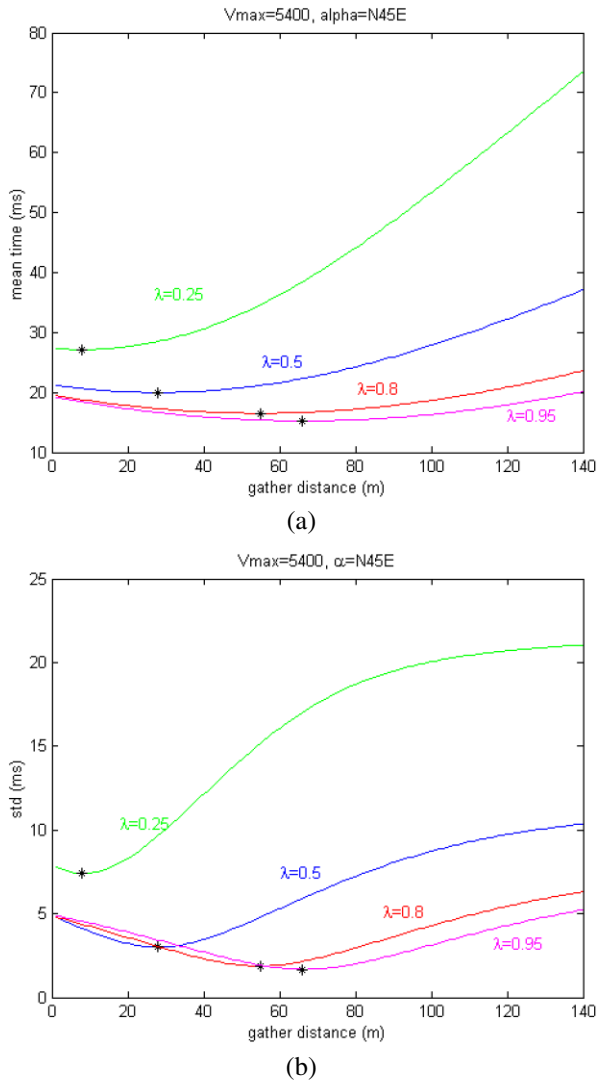 Vmax=5400, alpha=N45E
80
70
60
50
40
30
20
10
mean time (ms)
λ=0.25
λ=0.5
λ=0.8
λ=0.95
0 20 40 60 80 100 120 140
gather distance (m)
(a)
Vmax=5400, α=N45E
25
20
15
10
5
0
std (ms)
λ=0.25
λ=0.5
λ=0.8
λ=0.95
0 20 40 60 80 100 120 140
gather distance (m)
(b)